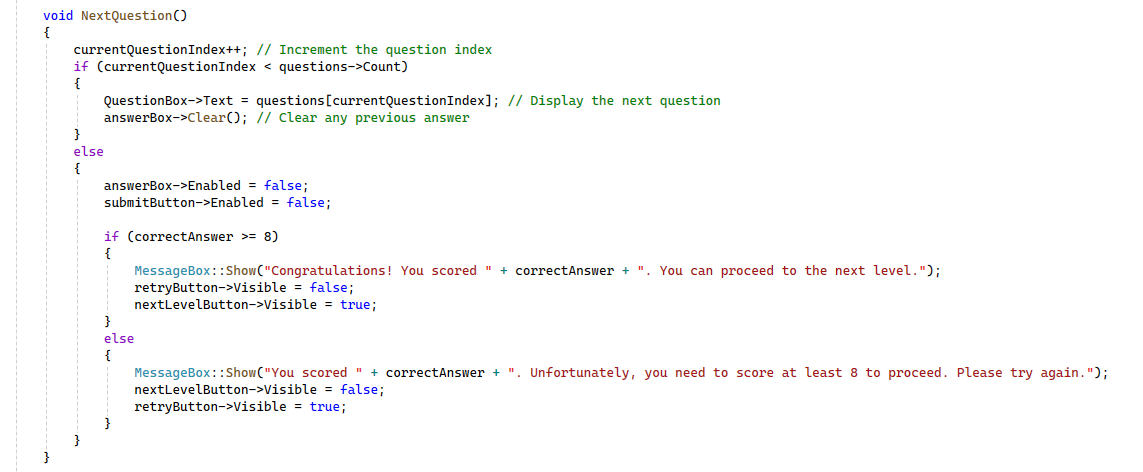 void NextQuestion()
{
    currentQuestionIndex++; // Increment the question index
    if (currentQuestionIndex < questions->Count)
    {
        QuestionBox->Text = questions[currentQuestionIndex]; // Display the next question
        answerBox->Clear(); // Clear any previous answer
    }
    else
    {
        answerBox->Enabled = false;
        submitButton->Enabled = false;

        if (correctAnswer >= 8)
        {
            MessageBox::Show("Congratulations! You scored " + correctAnswer + ". You can proceed to the next level.");
            retryButton->Visible = false;
            nextLevelButton->Visible = true;
        }
        else
        {
            MessageBox::Show("You scored " + correctAnswer + ". Unfortunately, you need to score at least 8 to proceed. Please try again.");
            nextLevelButton->Visible = false;
            retryButton->Visible = true;
        }
    }
}